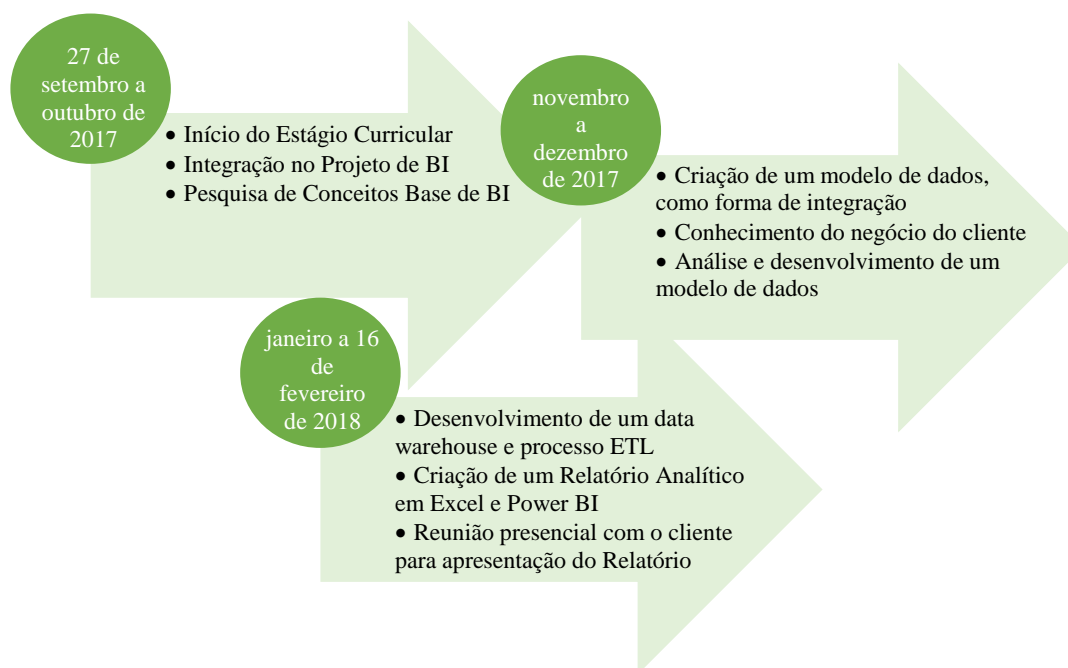 27 de
setembro a
outubro de
2017
• Início do Estágio Curricular
• Integração no Projeto de BI
• Pesquisa de Conceitos Base de BI
novembro
a
dezembro
de 2017
• Criação de um modelo de dados,
como forma de integração
• Conhecimento do negócio do cliente
• Análise e desenvolvimento de um
modelo de dados
janeiro a 16
de
fevereiro
de 2018
• Desenvolvimento de um data
warehouse e processo ETL
• Criação de um Relatório Analítico
em Excel e Power BI
• Reunião presencial com o cliente
para apresentação do Relatório